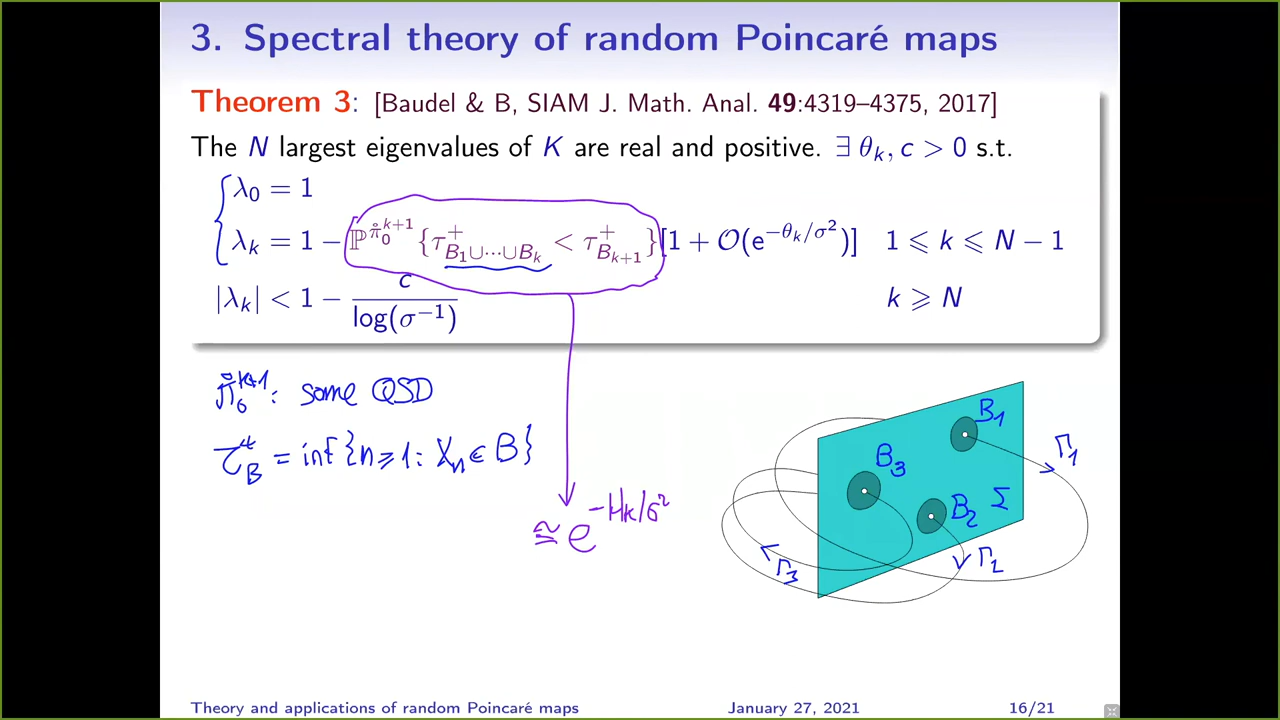 3. Spectral theory of random Poincaré maps
Theorem 3: [Baudel & B, SIAM J. Math. Anal. 49:4319–4375, 2017]
The N largest eigenvalues of K are real and positive. ∃ θ_k, c > 0 s.t.
λ_0 = 1
λ_k = 1 − ℙ^{π̊_0^{k+1}}{τ^+_{B_1∪⋯∪B_k} < τ^+_{B_{k+1}}}[1 + 𝒪(e^{−θ_k/σ^2})] 1 ⩽ k ⩽ N − 1
|λ_k| < 1 − c/log(σ^{−1}) k ⩾ N
π̊_0^{k+1}: some QSD
τ_B^+ = inf{n ⩾ 1: X_n ∈ B}
≅ e^{−H_k/σ^2}
B_1
Γ_1
B_3
B_2 Σ
Γ_2
Γ_3
Theory and applications of random Poincaré maps January 27, 2021 16/21